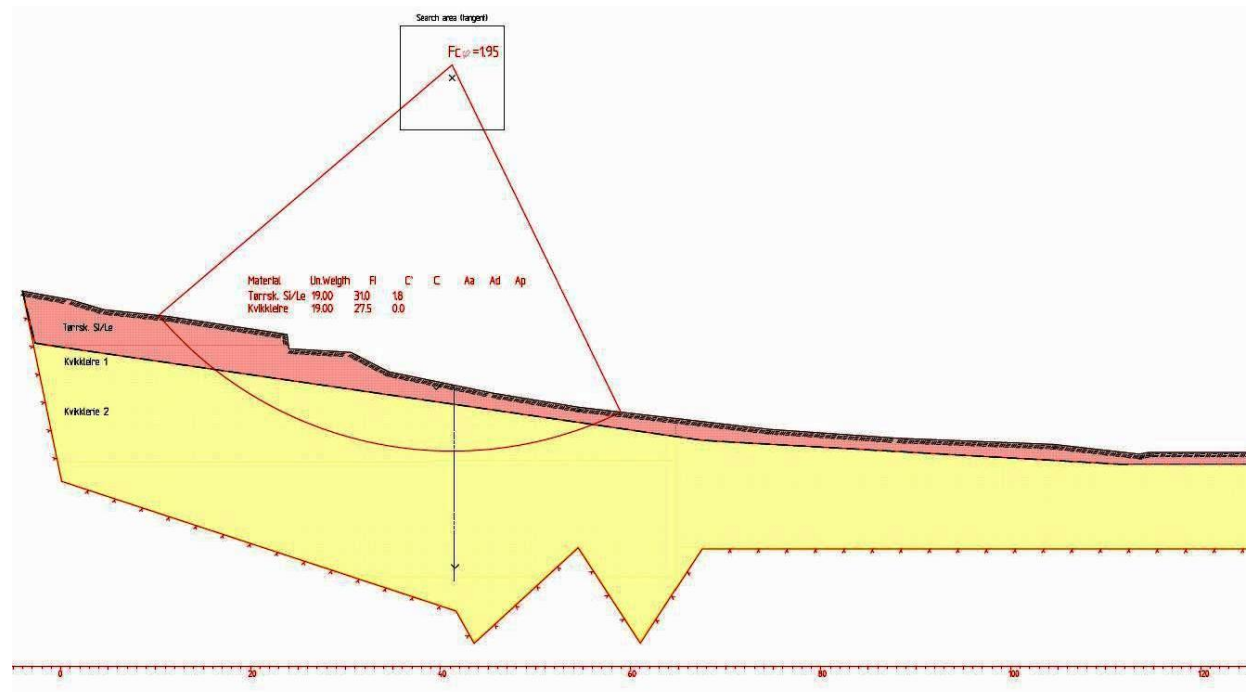 Search area (tangent)
Fcφ=1.95
Material Un.Weigth Fi C' C Aa Ad Ap
Tørrsk. Si/Le 19.00 31.0 1.8
Kvikkleire 19.00 27.5 0.0
Tørrsk. Si/Le
Kvikkleire 1
Kvikkleire 2
0 20 40 60 80 100 120